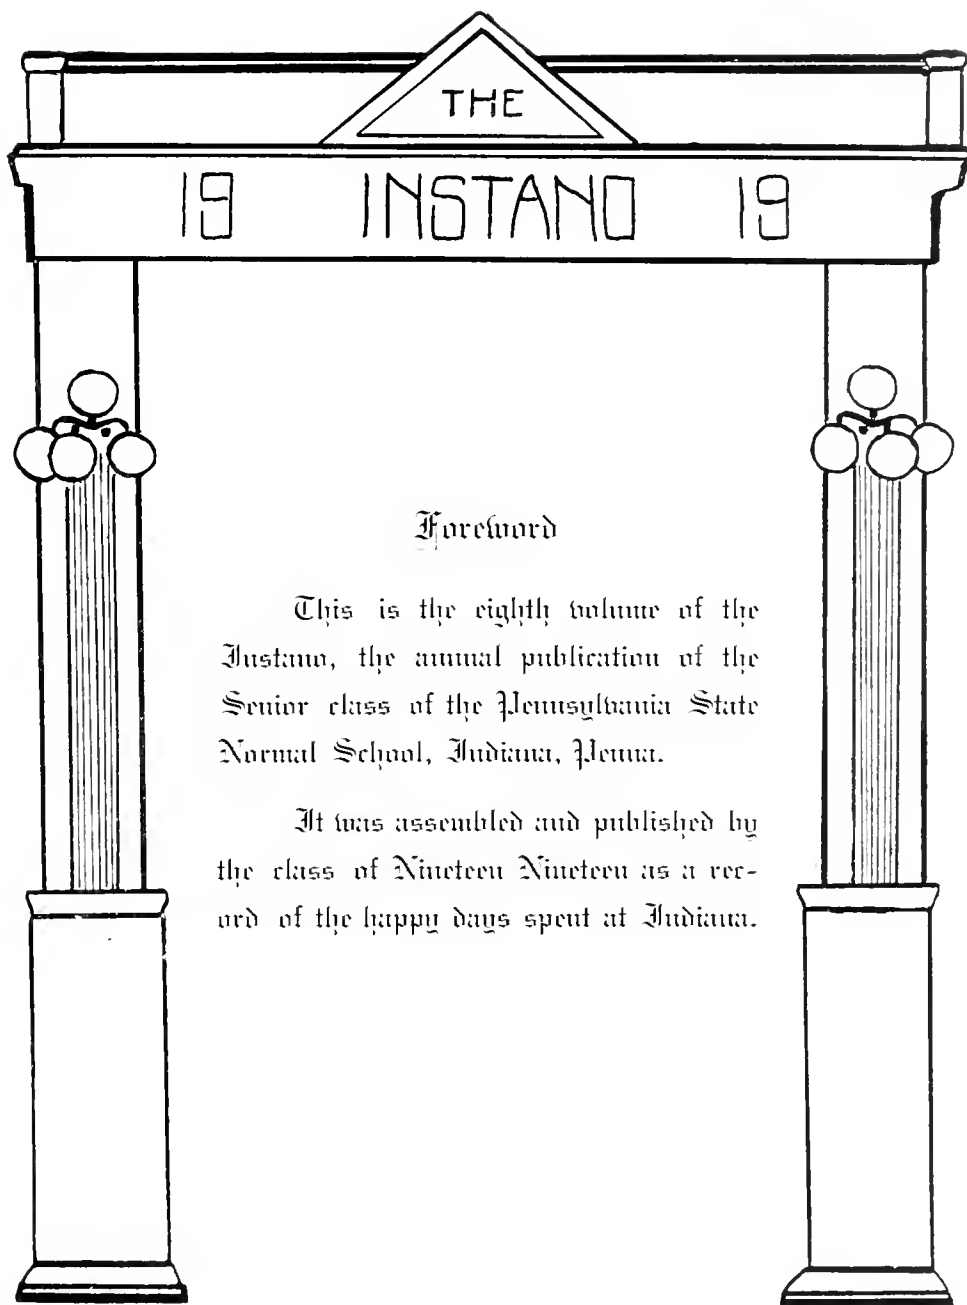 THE
19 INSTANO 19
Foreword
This is the eighth volume of the
Instano, the annual publication of the
Senior class of the Pennsylvania State
Normal School, Indiana, Penna.
It was assembled and published by
the class of Nineteen Nineteen as a rec-
ord of the happy days spent at Indiana.